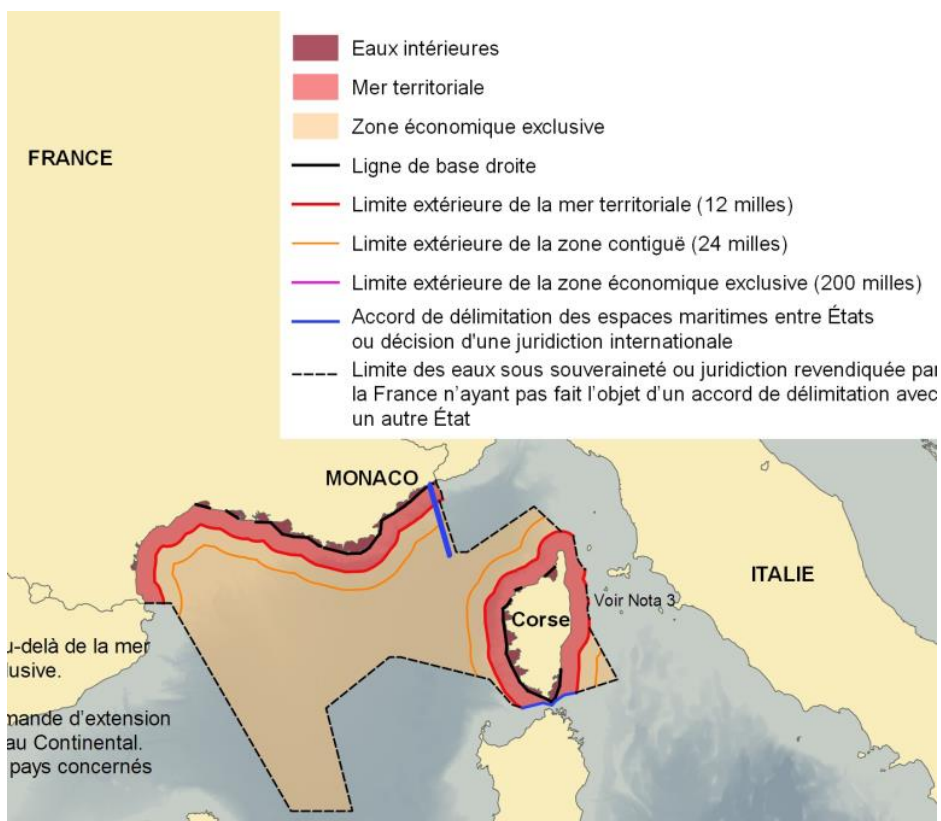 Eaux intérieures
Mer territoriale
Zone économique exclusive
Ligne de base droite
Limite extérieure de la mer territoriale (12 milles)
Limite extérieure de la zone contiguë (24 milles)
Limite extérieure de la zone économique exclusive (200 milles)
Accord de délimitation des espaces maritimes entre États
ou décision d'une juridiction internationale
Limite des eaux sous souveraineté ou juridiction revendiquée par
la France n'ayant pas fait l'objet d'un accord de délimitation avec
un autre État
FRANCE
MONACO
ITALIE
Voir Nota 3
Corse
u-delà de la mer
lusive.
mande d'extension
au Continental.
pays concernés